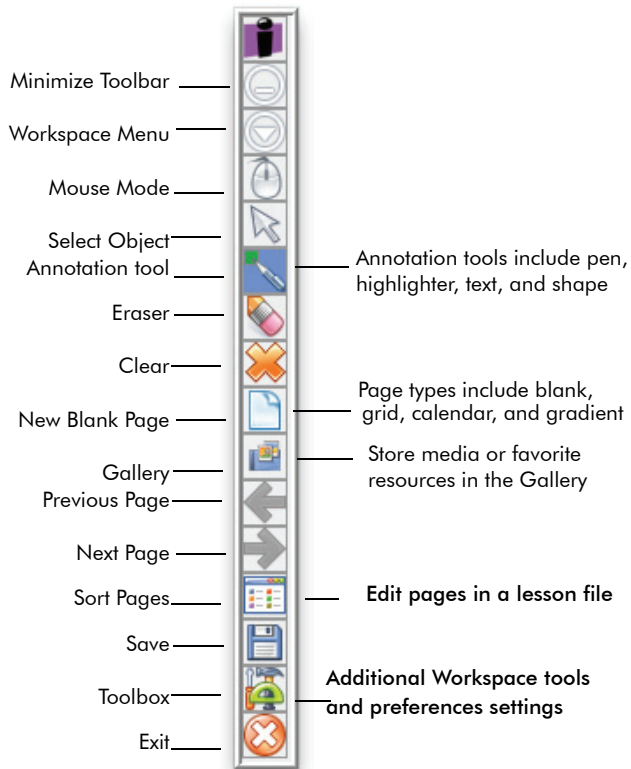 Minimize Toolbar
Workspace Menu
Mouse Mode
Select Object
Annotation tool
Annotation tools include pen,
highlighter, text, and shape
Eraser
Clear
New Blank Page
Page types include blank,
grid, calendar, and gradient
Gallery
Store media or favorite
resources in the Gallery
Previous Page
Next Page
Sort Pages
Edit pages in a lesson file
Save
Toolbox
Additional Workspace tools
and preferences settings
Exit